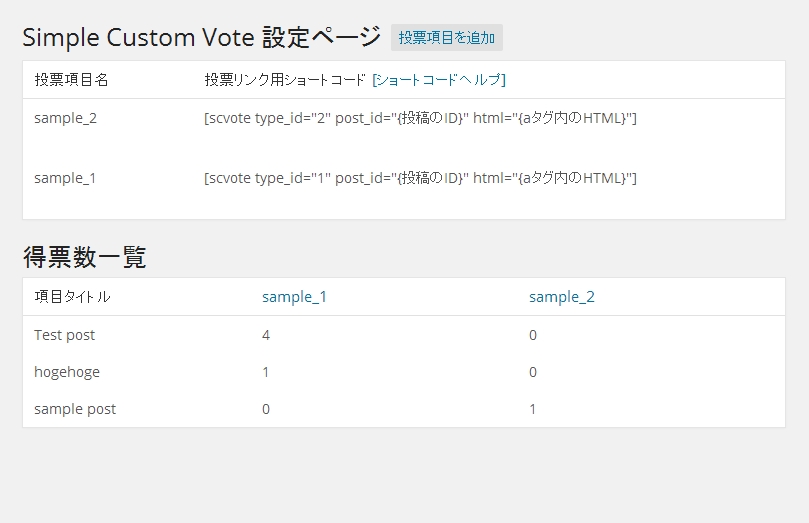 Simple Custom Vote 設定ページ 投票項目を追加
投票項目名 投票リンク用ショートコード [ショートコードヘルプ]
sample_2 [scvote type_id="2" post_id="{投稿のID}" html="{aタグ内のHTML}"]
sample_1 [scvote type_id="1" post_id="{投稿のID}" html="{aタグ内のHTML}"]
得票数一覧
項目タイトル sample_1 sample_2
Test post 4 0
hogehoge 1 0
sample post 0 1